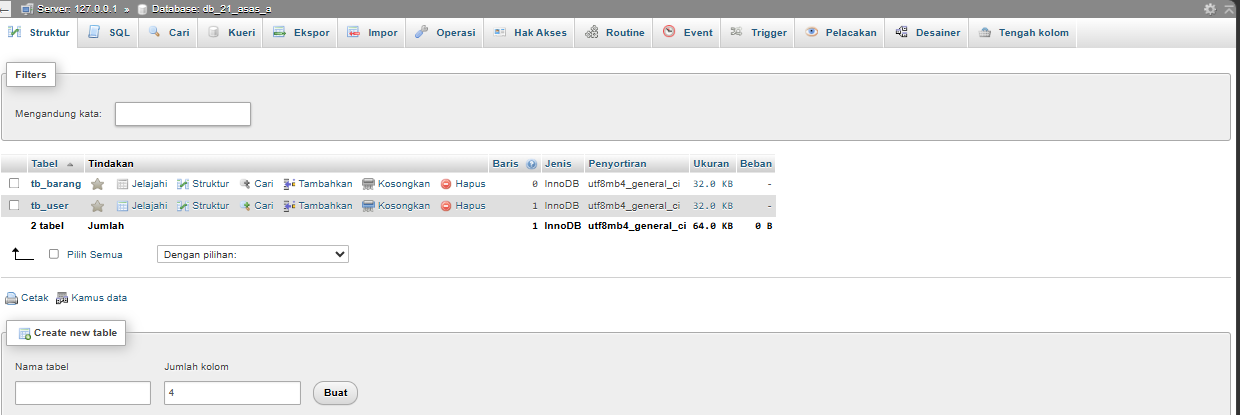 Server: 127.0.0.1 » Database: db_21_asas_a
Struktur SQL Cari Kueri Ekspor Impor Operasi Hak Akses Routine Event Trigger Pelacakan Desainer Tengah kolom
Filters
Mengandung kata:
Tabel Tindakan Baris Jenis Penyortiran Ukuran Beban
tb_barang Jelajahi Struktur Cari Tambahkan Kosongkan Hapus 0 InnoDB utf8mb4_general_ci 32.0 KB -
tb_user Jelajahi Struktur Cari Tambahkan Kosongkan Hapus 1 InnoDB utf8mb4_general_ci 32.0 KB -
2 tabel Jumlah 1 InnoDB utf8mb4_general_ci 64.0 KB 0 B
Pilih Semua Dengan pilihan:
Cetak Kamus data
Create new table
Nama tabel Jumlah kolom
4 Buat